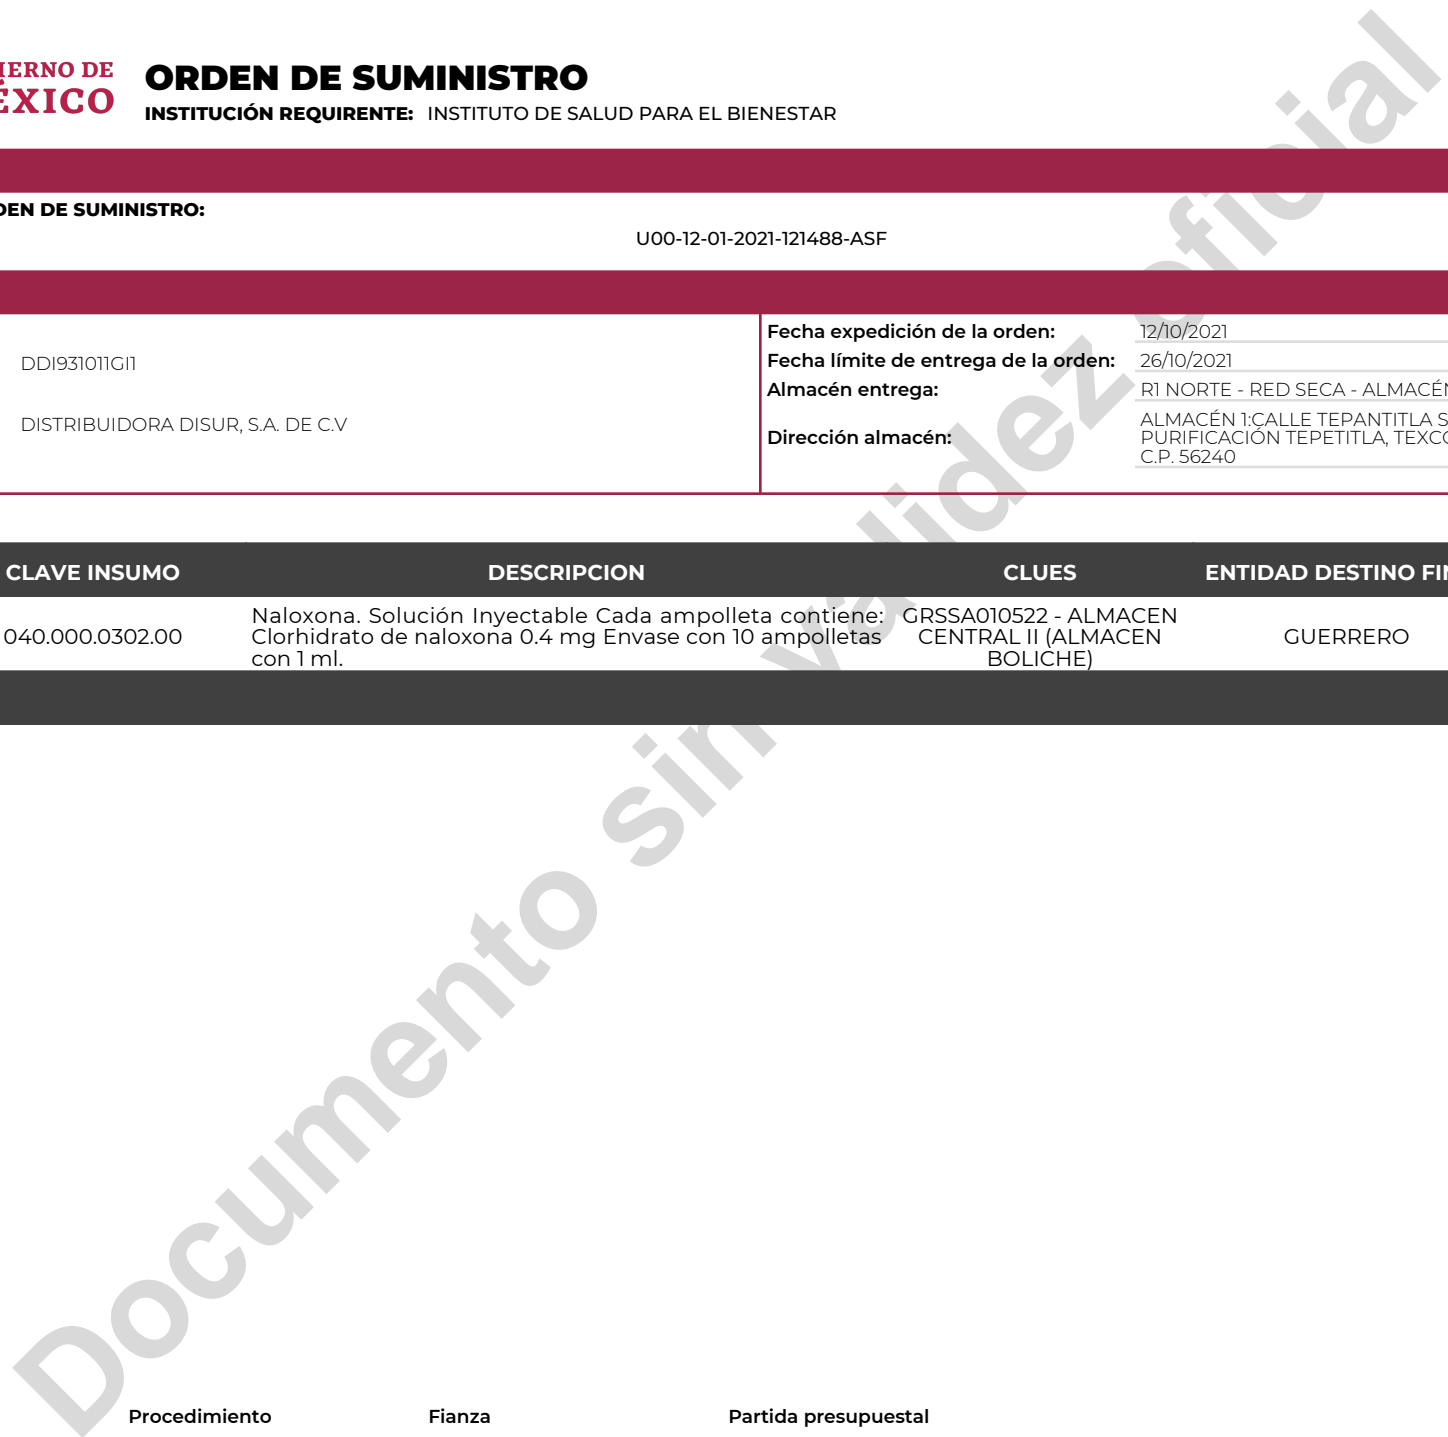 IERNO DE
ÉXICO
ORDEN DE SUMINISTRO
INSTITUCIÓN REQUIRENTE: INSTITUTO DE SALUD PARA EL BIENESTAR
DEN DE SUMINISTRO:
U00-12-01-2021-121488-ASF
DDI931011GI1
DISTRIBUIDORA DISUR, S.A. DE C.V
Fecha expedición de la orden: 12/10/2021
Fecha límite de entrega de la orden: 26/10/2021
Almacén entrega: R1 NORTE - RED SECA - ALMACÉN
Dirección almacén: ALMACÉN 1:CALLE TEPANTITLA S
PURIFICACIÓN TEPETITLA, TEXCO
C.P. 56240
CLAVE INSUMO DESCRIPCION CLUES ENTIDAD DESTINO FIN
040.000.0302.00
Naloxona. Solución Inyectable Cada ampolleta contiene:
Clorhidrato de naloxona 0.4 mg Envase con 10 ampolletas
con 1 ml.
GRSSA010522 - ALMACEN
CENTRAL II (ALMACEN
BOLICHE)
GUERRERO
Documento sin validez oficial
Procedimiento Fianza Partida presupuestal